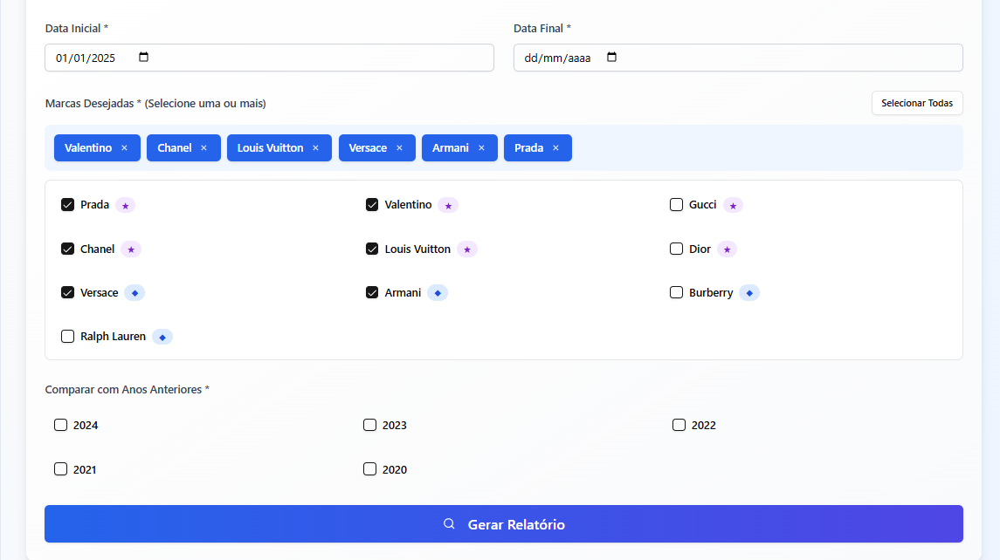 Data Inicial * Data Final *
01/01/2025 dd/mm/aaaa
Marcas Desejadas * (Selecione uma ou mais) Selecionar Todas
Valentino × Chanel × Louis Vuitton × Versace × Armani × Prada ×
Prada ★ Valentino ★ Gucci ★
Chanel ★ Louis Vuitton ★ Dior ★
Versace ◆ Armani ◆ Burberry ◆
Ralph Lauren ◆
Comparar com Anos Anteriores *
2024 2023 2022
2021 2020
Gerar Relatório